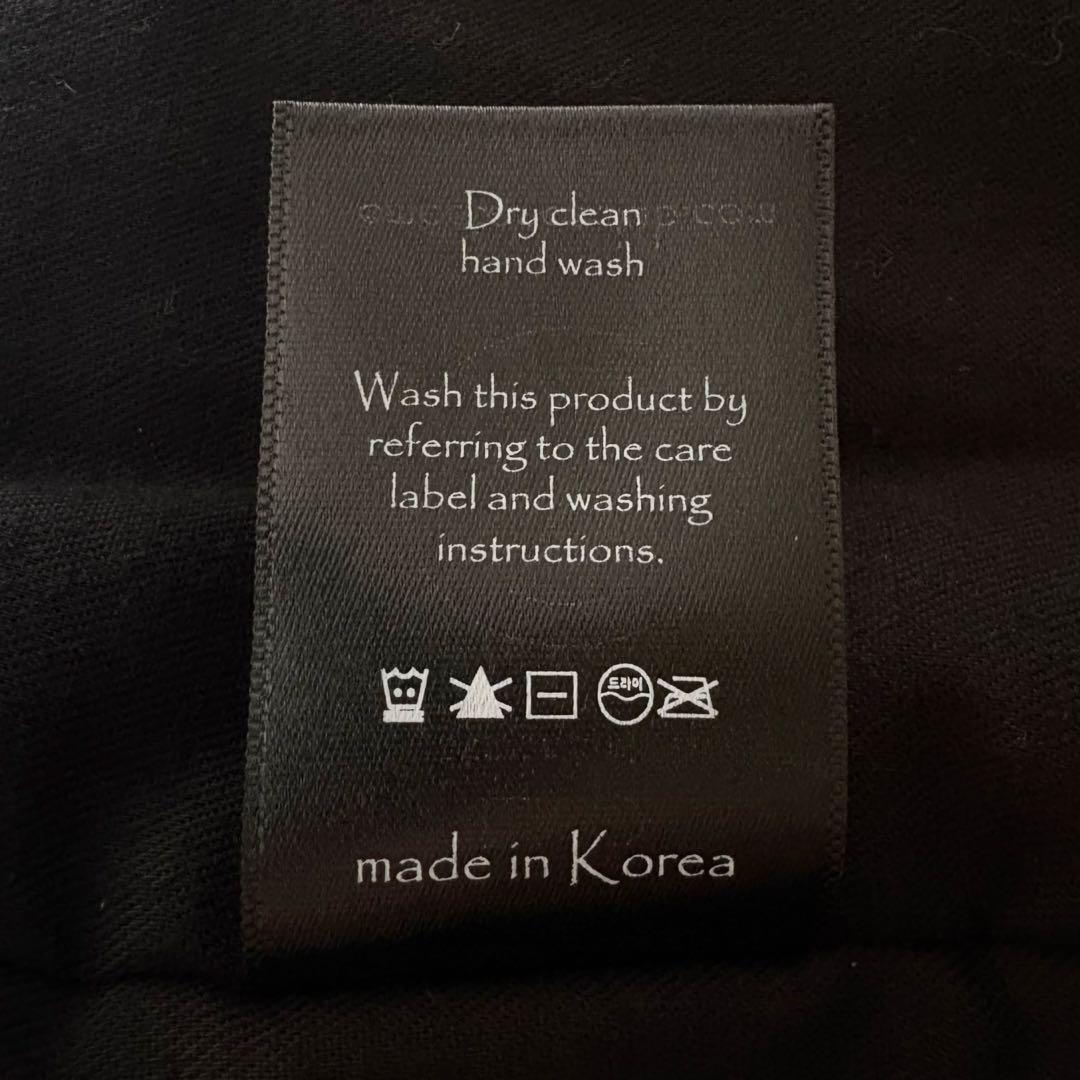 Dry clean
hand wash
Wash this product by
referring to the care
label and washing
instructions.
드라이
made in Korea